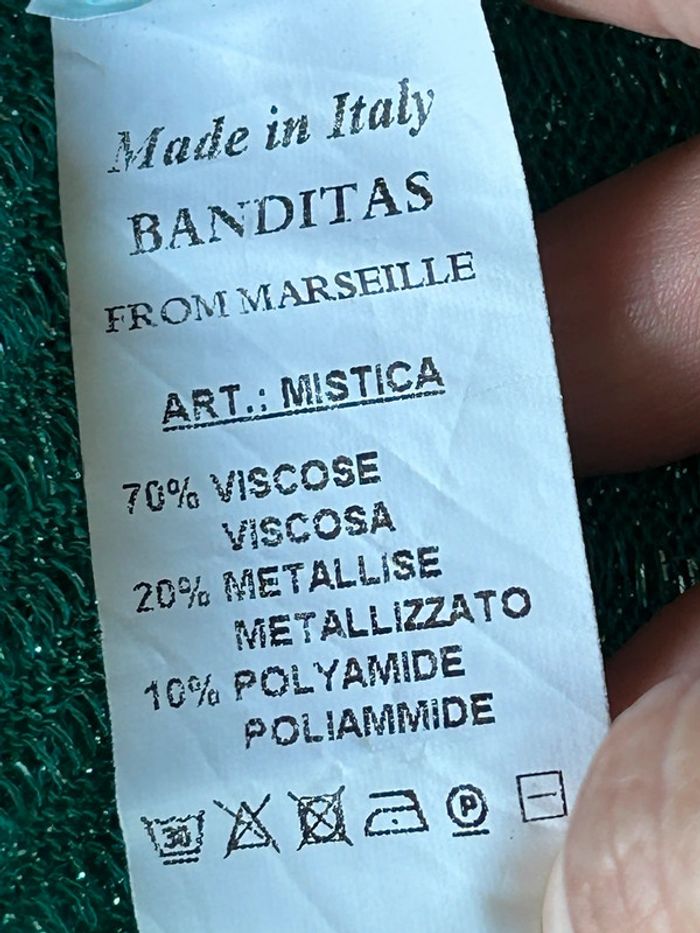 Made in Italy
BANDITAS
FROM MARSEILLE
ART.: MISTICA
70% VISCOSE
VISCOSA
20% METALLISE
METALLIZZATO
10% POLYAMIDE
POLIAMMIDE
30 P